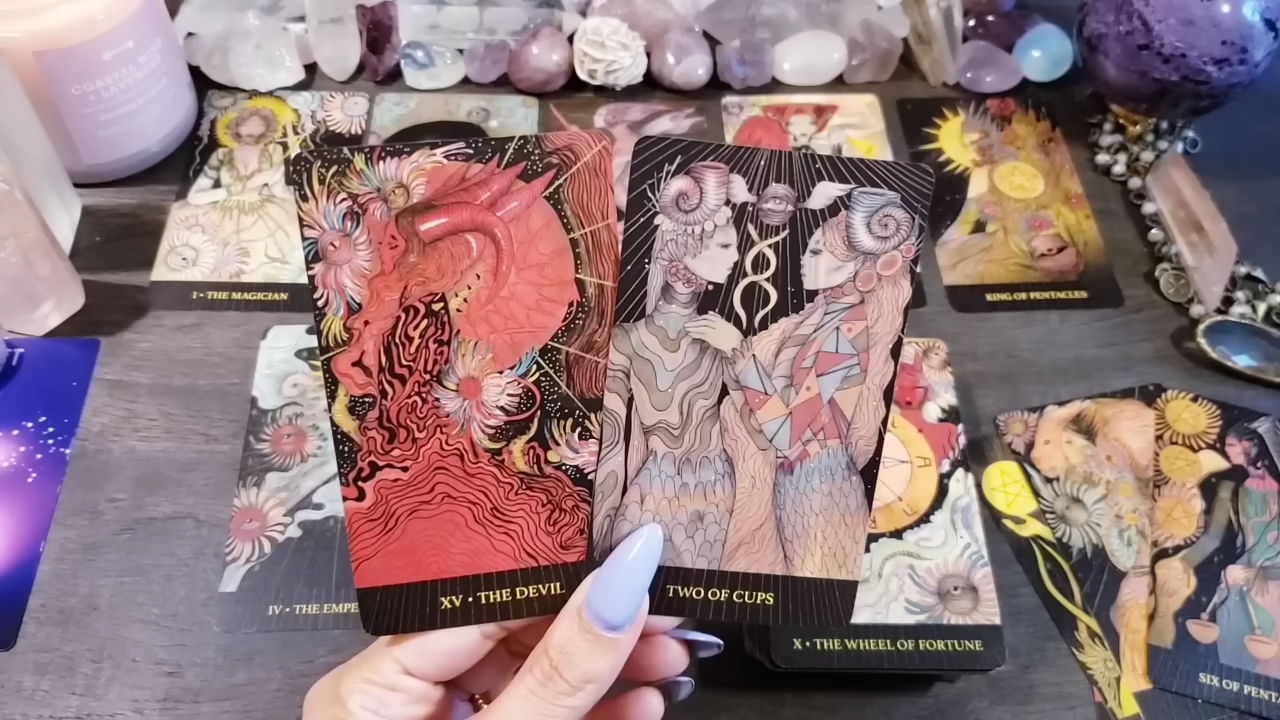 COASTAL
LAVENDER
I • THE MAGICIAN
KING OF PENTACLES
XV • THE DEVIL
TWO OF CUPS
IV • THE EMPE
X • THE WHEEL OF FORTUNE
SIX OF PENTA